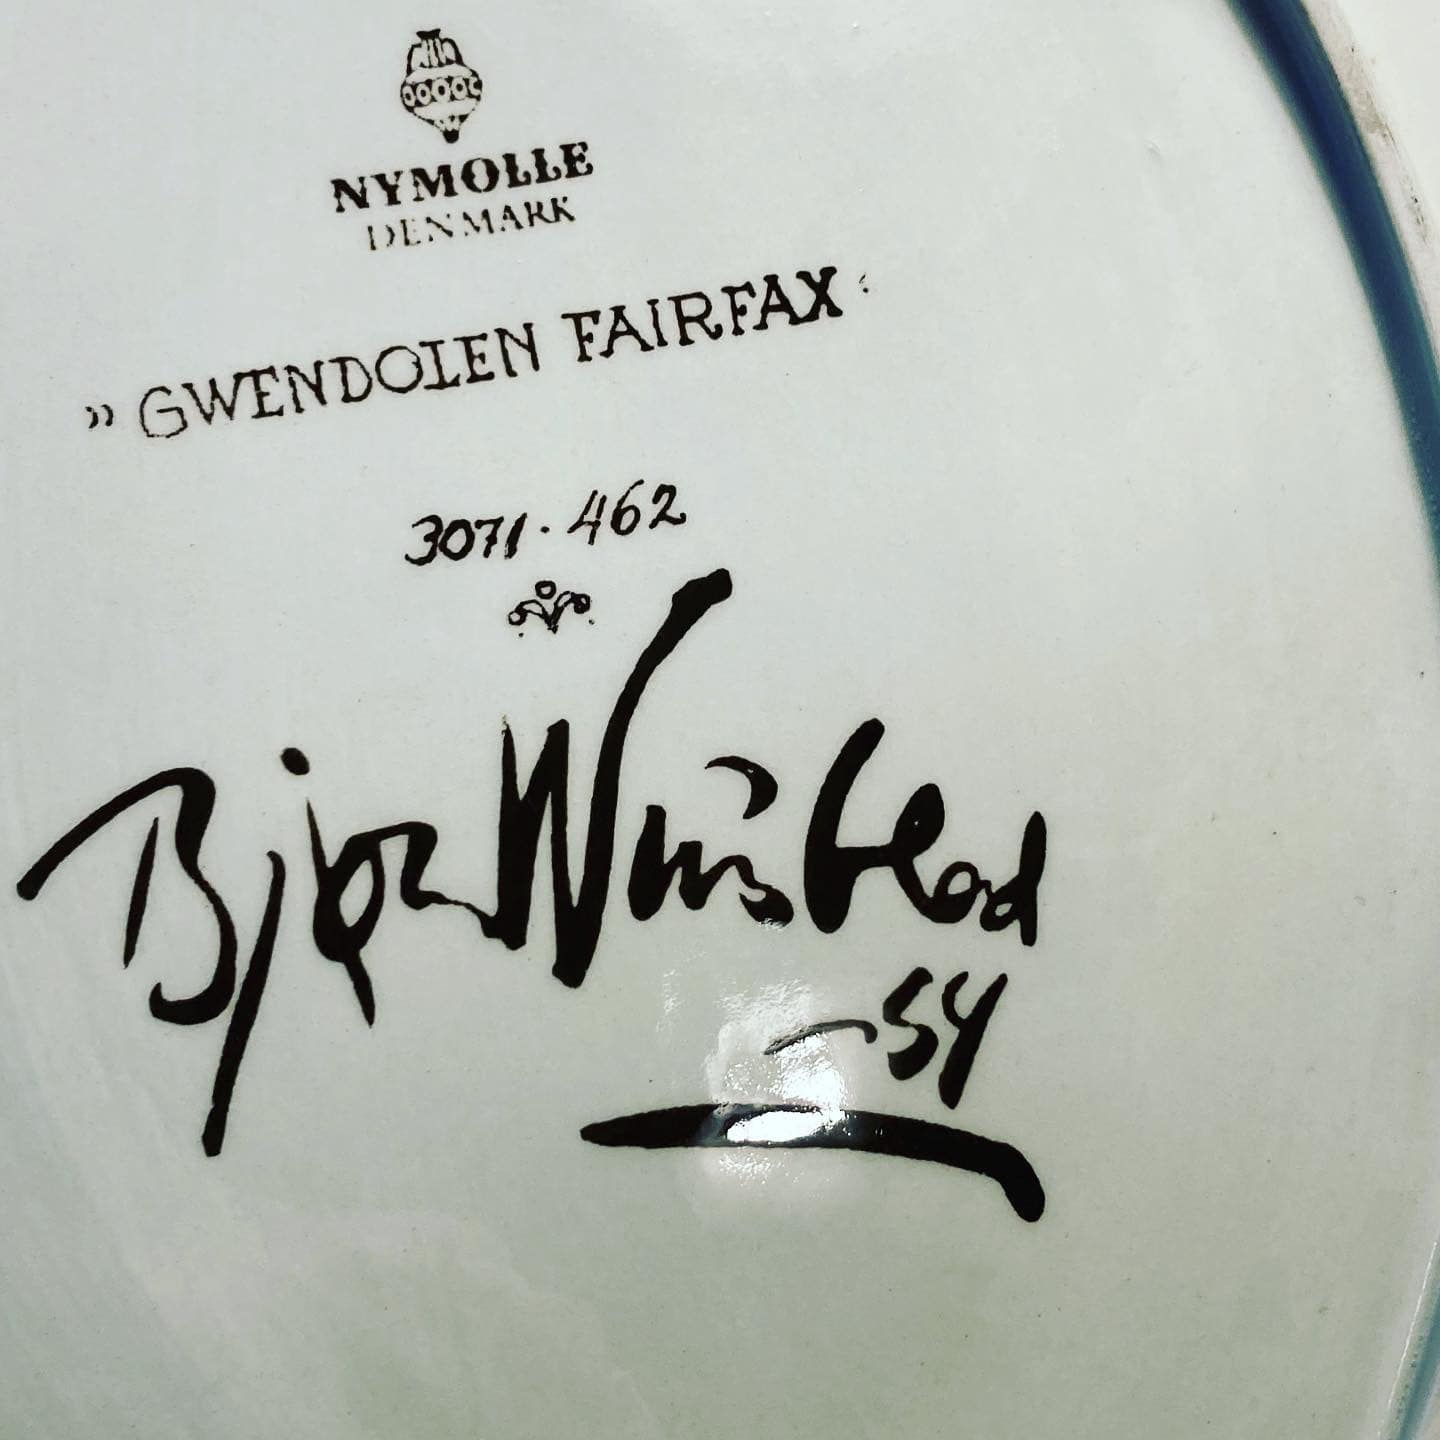 NYMOLLE
DENMARK
»GWENDOLEN FAIRFAX«
3071·462
Bjørn Wiinblad
-54